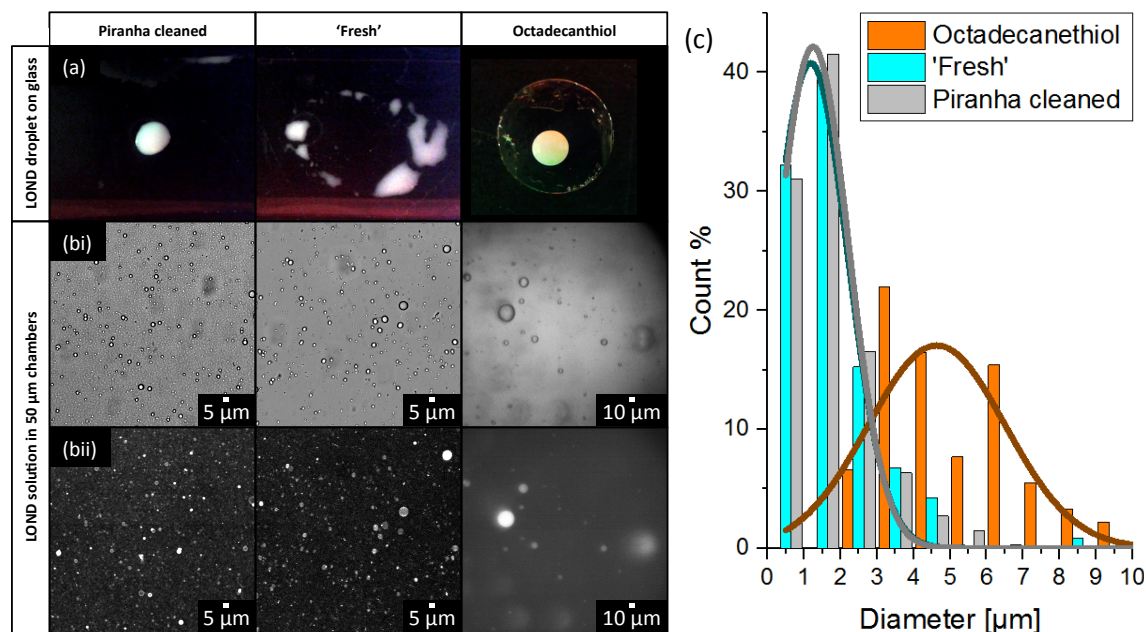 Piranha cleaned
'Fresh'
Octadecanthiol
LOND droplet on glass
(a)
LOND solution in 50 µm chambers
(bi)
5 µm
5 µm
10 µm
(bii)
5 µm
5 µm
10 µm
(c)
Octadecanethiol
'Fresh'
Piranha cleaned
Count %
40
30
20
10
0
0 1 2 3 4 5 6 7 8 9 10
Diameter [µm]